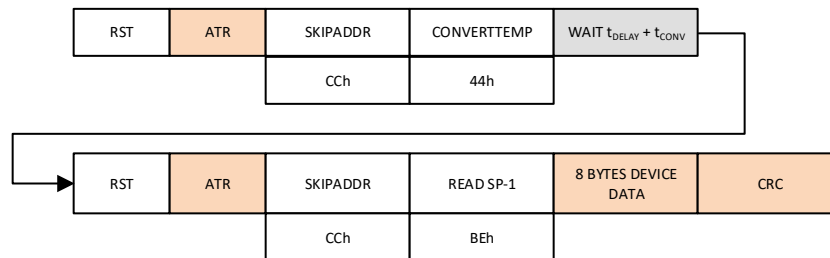 RST ATR SKIPADDR CONVERTTEMP WAIT tDELAY + tCONV
CCh 44h
RST ATR SKIPADDR READ SP-1 8 BYTES DEVICE
DATA CRC
CCh BEh